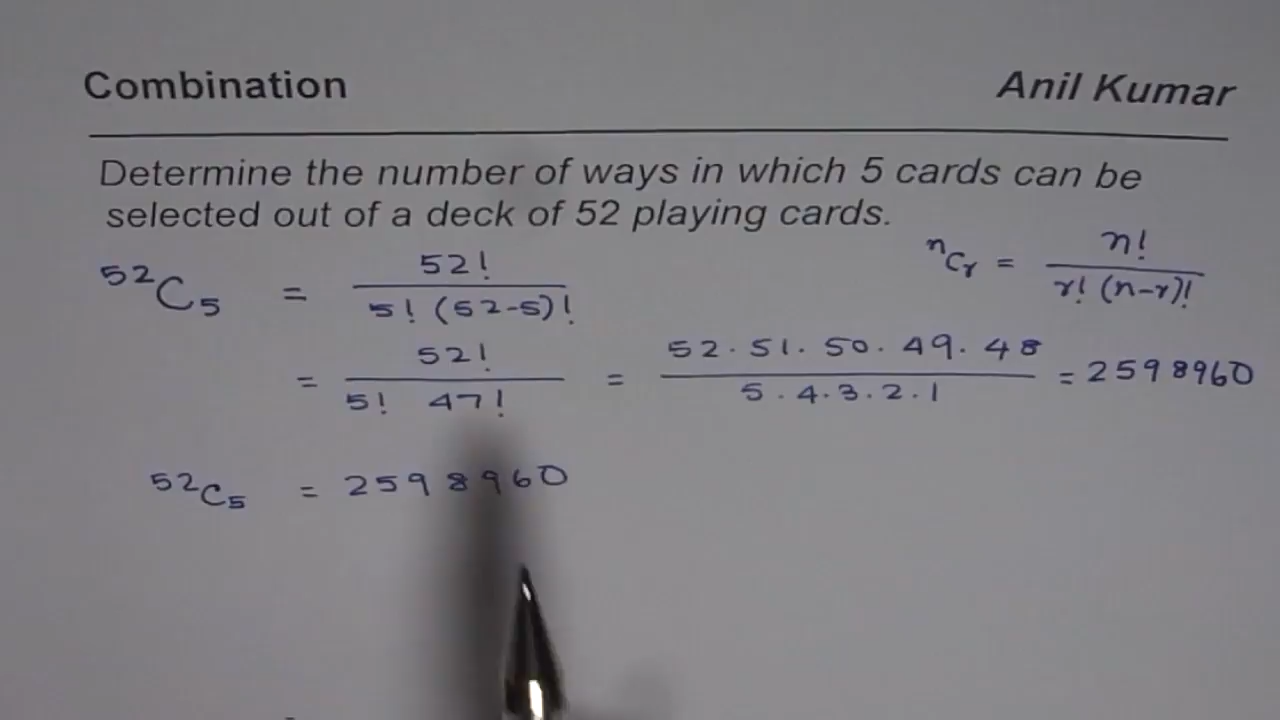 Combination Anil Kumar
Determine the number of ways in which 5 cards can be
selected out of a deck of 52 playing cards.
ⁿCᵣ = n! / r! (n-r)!
⁵²C₅ = 52! / 5! (52-5)!
= 52! / 5! 47! = 52 . 51 . 50 . 49 . 48 / 5 . 4 . 3 . 2 . 1 = 2598960
⁵²C₅ = 2598960